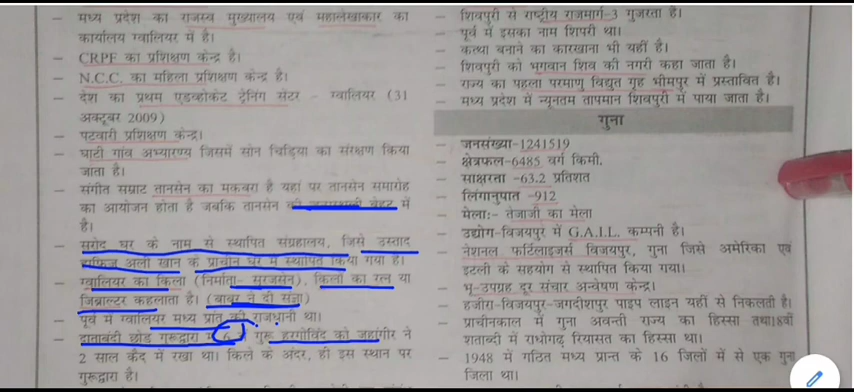 – मध्य प्रदेश का राजस्व मुख्यालय एवं महालेखाकार का
कार्यालय ग्वालियर में है।
– CRPF का प्रशिक्षण केन्द्र है।
– N.C.C. का महिला प्रशिक्षण केन्द्र है।
– देश का प्रथम एडव्होकेट ट्रेनिंग सेंटर - ग्वालियर (31
अक्टूबर 2009)
– पटवारी प्रशिक्षण केन्द्र।
– घाटी गांव अभ्यारण्य जिसमें सोन चिड़िया का संरक्षण किया
जाता है।
– संगीत सम्राट तानसेन का मकबरा है यहां पर तानसेन समारोह
का आयोजन होता है जबकि तानसेन की जन्मस्थली बेहट में
है।
– सरोद घर के नाम से स्थापित संग्रहालय, जिसे उस्ताद
हाफिज अली खान के प्राचीन घर में स्थापित किया गया है।
– ग्वालियर का किला (निर्माता- सूरजसेन), किलों का रत्न या
जिब्राल्टर कहलाता है। (बाबर ने दी संज्ञा)
– पूर्व में ग्वालियर मध्य प्रांत की राजधानी था।
– दाताबंदी छोड़ गुरूद्वारा में 6 गुरू हरगोविंद को जहांगीर ने
2 साल कैद में रखा था। किले के अंदर, ही इस स्थान पर
गुरूद्वारा है।
– शिवपुरी से राष्ट्रीय राजमार्ग-3 गुजरता है।
– पूर्व में इसका नाम शिपरी था।
– कत्था बनाने का कारखाना भी यहीं है।
– शिवपुरी को भगवान शिव की नगरी कहा जाता है।
– राज्य का पहला परमाणु विद्युत गृह भीमपुर में प्रस्तावित है।
– मध्य प्रदेश में न्यूनतम तापमान शिवपुरी में पाया जाता है।
गुना
– जनसंख्या-1241519
– क्षेत्रफल-6485 वर्ग किमी.
– साक्षरता -63.2 प्रतिशत
– लिंगानुपात -912
– मेला:- तेजाजी का मेला
– उद्योग-विजयपुर में G.A.I.L. कम्पनी है।
– नेशनल फर्टिलाइजर्स विजयपुर, गुना जिसे अमेरिका एवं
इटली के सहयोग से स्थापित किया गया।
– भू-उपग्रह दूर संचार अन्वेषण केन्द्र।
– हजीरा-विजयपुर-जगदीशपुर पाइप लाइन यहीं से निकलती है।
– प्राचीनकाल में गुना अवन्ती राज्य का हिस्सा तथा18वीं
शताब्दी में राधोगढ़ रियासत का हिस्सा था।
– 1948 में गठित मध्य प्रान्त के 16 जिलों में से एक गुना
जिला था।